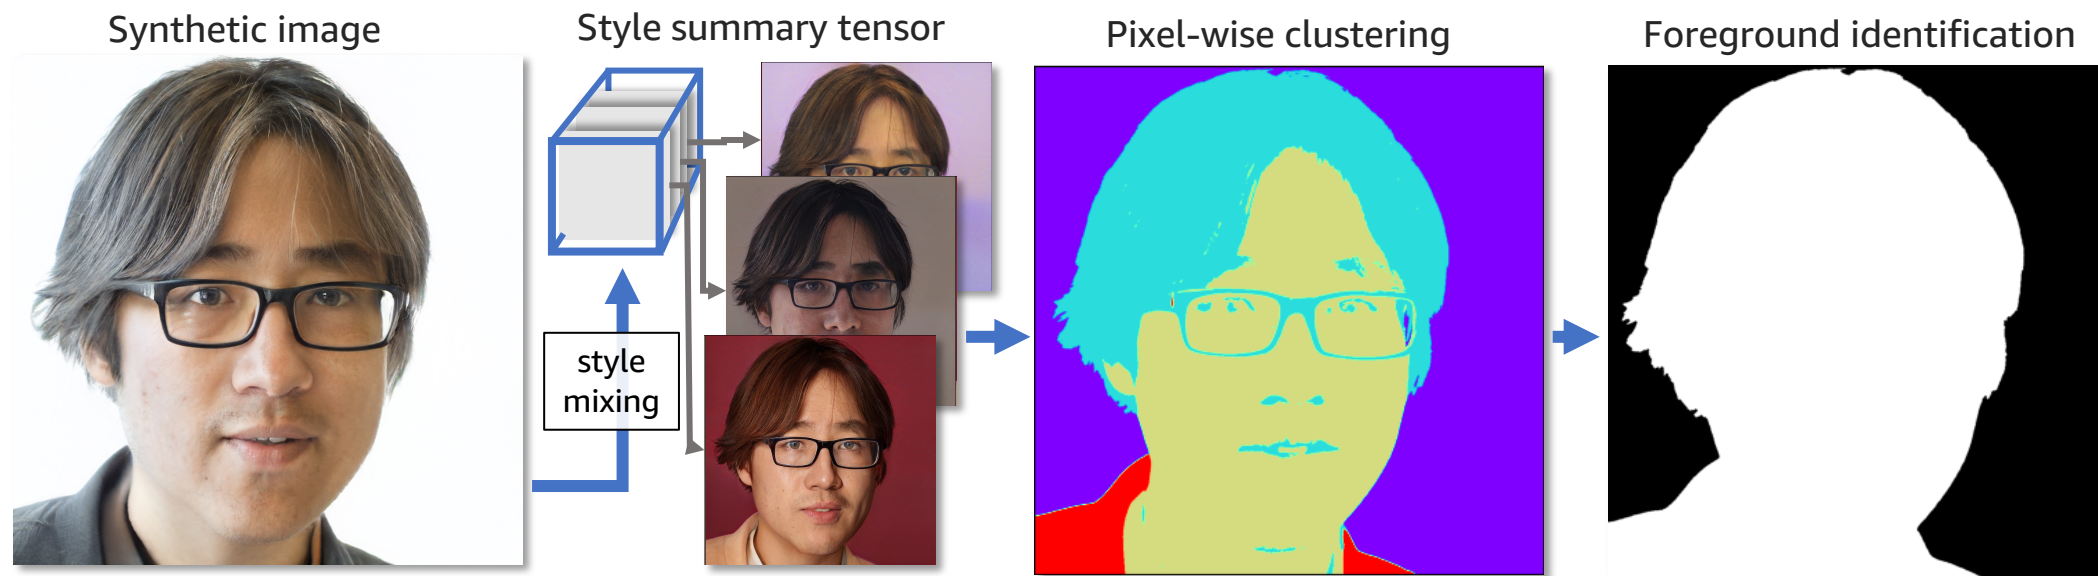 Synthetic image
Style summary tensor
Pixel-wise clustering
Foreground identification
style
mixing